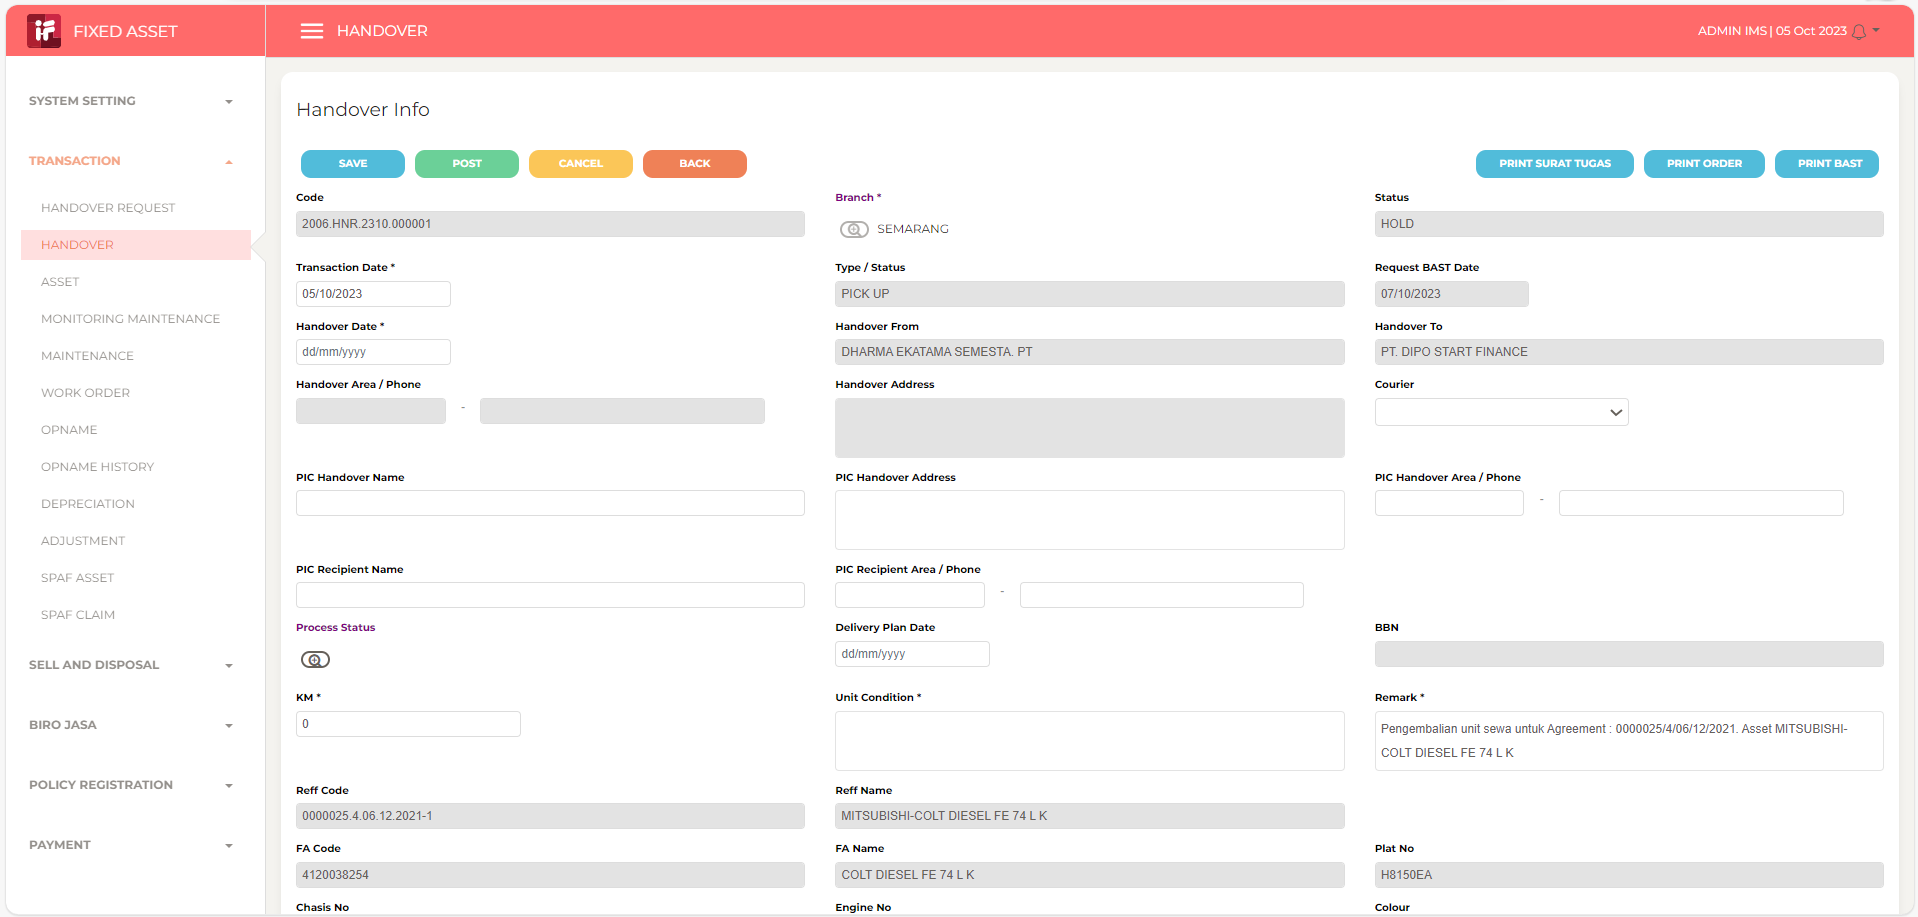 iF FIXED ASSET
HANDOVER
ADMIN IMS | 05 Oct 2023
SYSTEM SETTING
TRANSACTION
HANDOVER REQUEST
HANDOVER
ASSET
MONITORING MAINTENANCE
MAINTENANCE
WORK ORDER
OPNAME
OPNAME HISTORY
DEPRECIATION
ADJUSTMENT
SPAF ASSET
SPAF CLAIM
SELL AND DISPOSAL
BIRO JASA
POLICY REGISTRATION
PAYMENT
Handover Info
SAVE POST CANCEL BACK PRINT SURAT TUGAS PRINT ORDER PRINT BAST
Code Branch * Status
2006.HNR.2310.000001 SEMARANG HOLD
Transaction Date * Type / Status Request BAST Date
05/10/2023 PICK UP 07/10/2023
Handover Date * Handover From Handover To
dd/mm/yyyy DHARMA EKATAMA SEMESTA. PT PT. DIPO START FINANCE
Handover Area / Phone Handover Address Courier
-
PIC Handover Name PIC Handover Address PIC Handover Area / Phone
-
PIC Recipient Name PIC Recipient Area / Phone
-
Process Status Delivery Plan Date BBN
dd/mm/yyyy
KM * Unit Condition * Remark *
0 Pengembalian unit sewa untuk Agreement : 0000025/4/06/12/2021. Asset MITSUBISHI-
COLT DIESEL FE 74 L K
Reff Code Reff Name
0000025.4.06.12.2021-1 MITSUBISHI-COLT DIESEL FE 74 L K
FA Code FA Name Plat No
4120038254 COLT DIESEL FE 74 L K H8150EA
Chasis No Engine No Colour